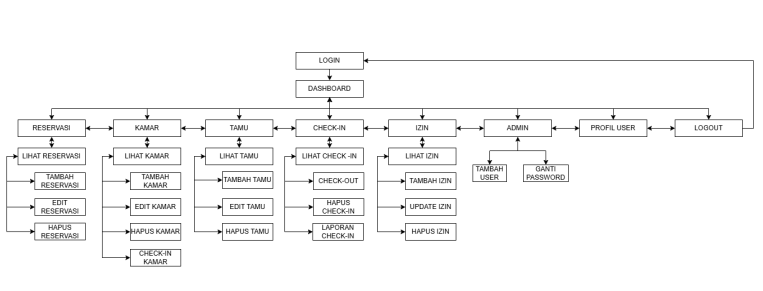 LOGIN
DASHBOARD
RESERVASI
KAMAR
TAMU
CHECK-IN
IZIN
ADMIN
PROFIL USER
LOGOUT
LIHAT RESERVASI
LIHAT KAMAR
LIHAT TAMU
LIHAT CHECK -IN
LIHAT IZIN
TAMBAH
USER
GANTI
PASSWORD
TAMBAH
RESERVASI
TAMBAH
KAMAR
TAMBAH TAMU
CHECK-OUT
TAMBAH IZIN
EDIT
RESERVASI
EDIT KAMAR
EDIT TAMU
HAPUS
CHECK-IN
UPDATE IZIN
HAPUS
RESERVASI
HAPUS KAMAR
HAPUS TAMU
LAPORAN
CHECK-IN
HAPUS IZIN
CHECK-IN
KAMAR